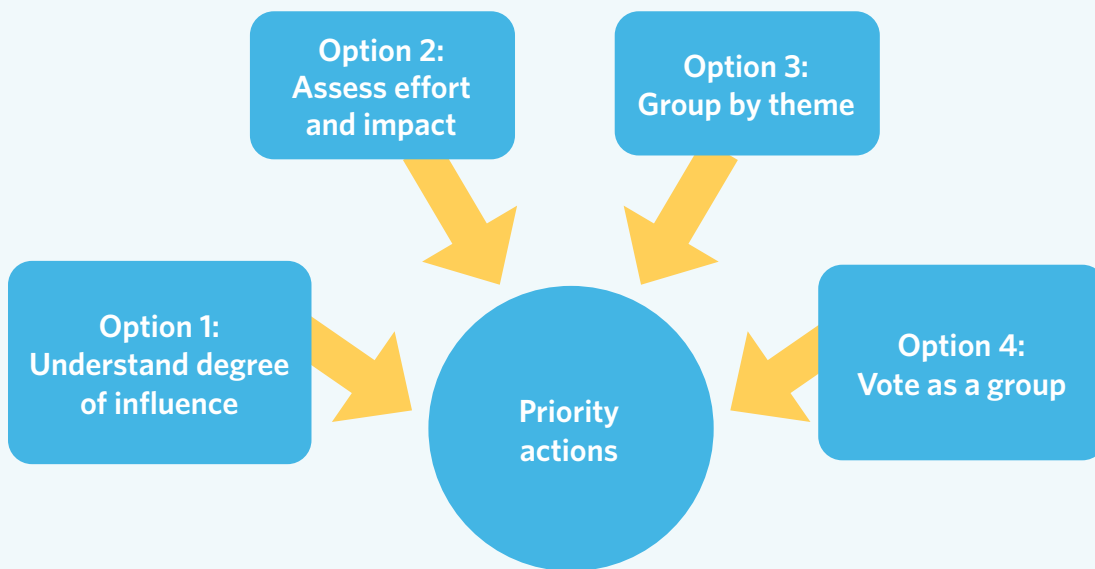 Option 1:
Understand degree
of influence
Option 2:
Assess effort
and impact
Option 3:
Group by theme
Option 4:
Vote as a group
Priority
actions